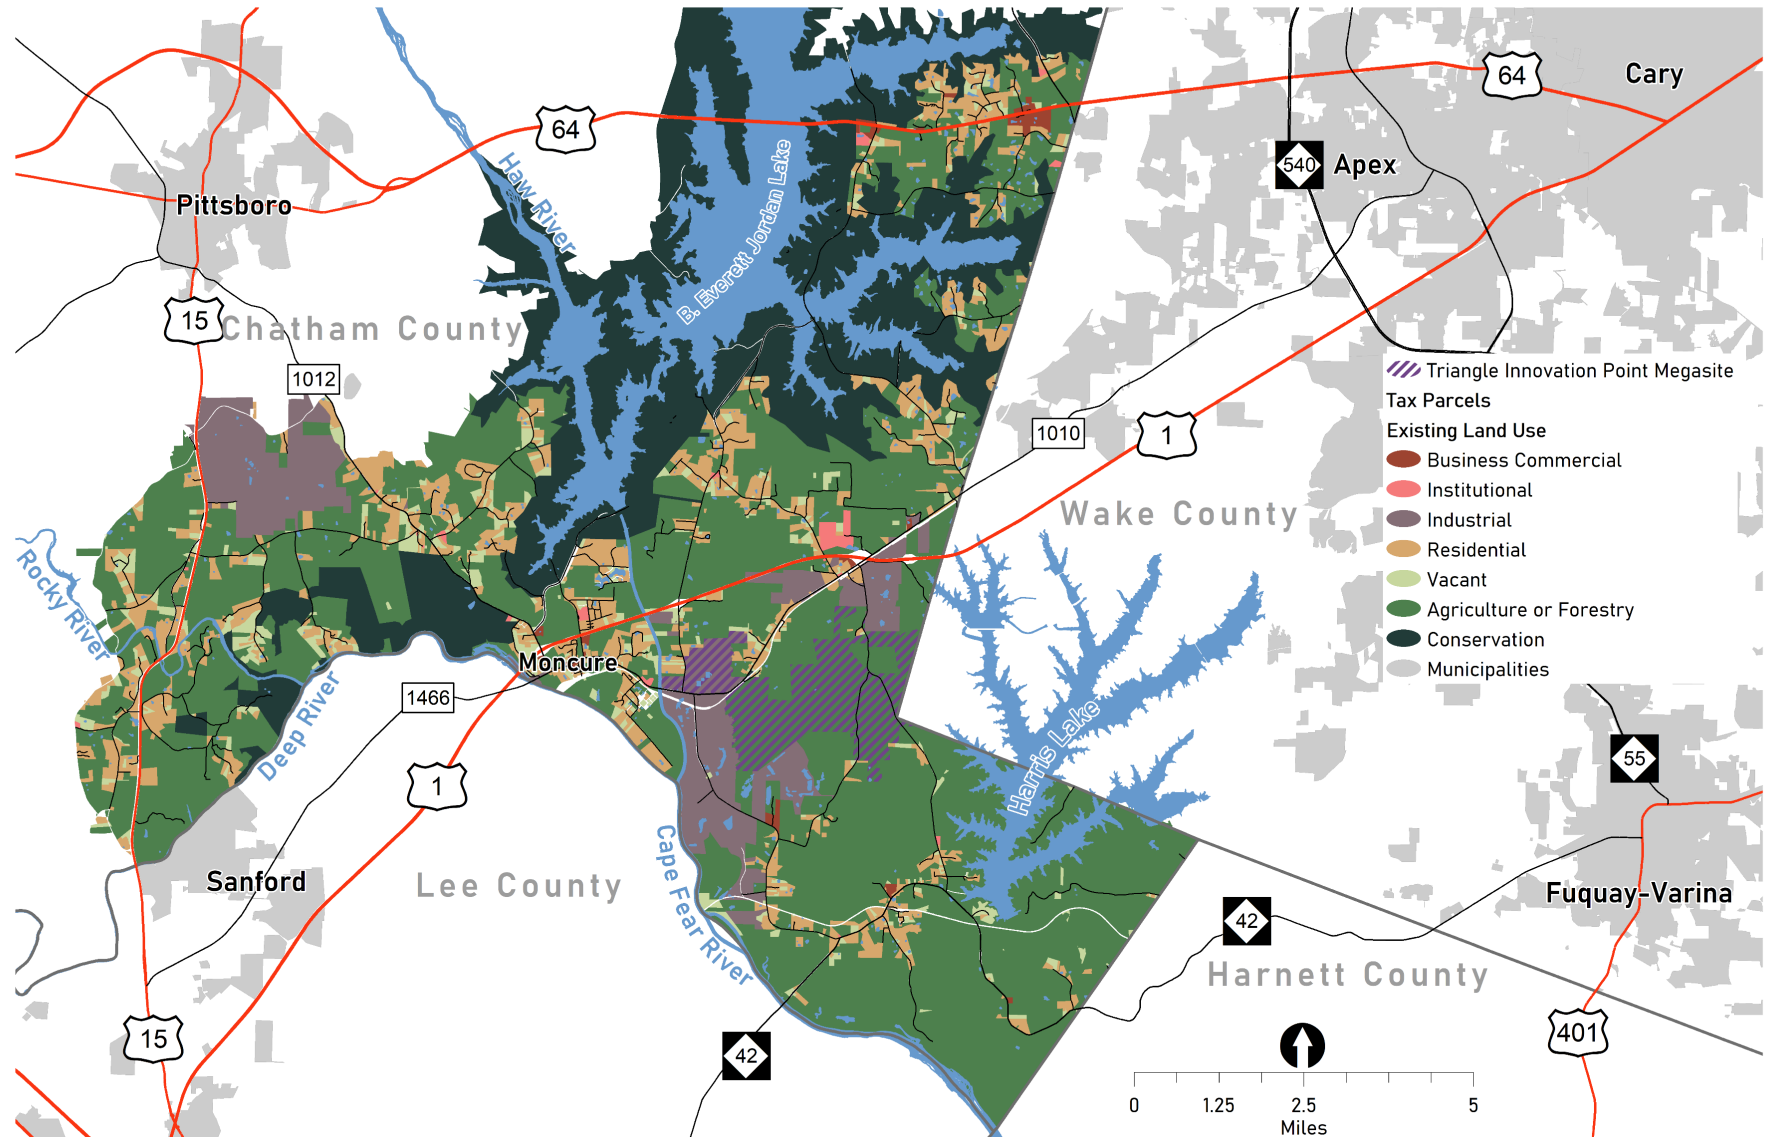 64
Cary
64
540
Apex
Haw River
B. Everett Jordan Lake
Pittsboro
15
Chatham County
1012
1010
1
Triangle Innovation Point Megasite
Tax Parcels
Existing Land Use
Business Commercial
Institutional
Industrial
Residential
Vacant
Agriculture or Forestry
Conservation
Municipalities
Wake County
Rocky River
Moncure
1466
Deep River
1
Harris Lake
55
Sanford
Lee County
Cape Fear River
Fuquay-Varina
42
Harnett County
15
42
401
0 1.25 2.5 5
Miles